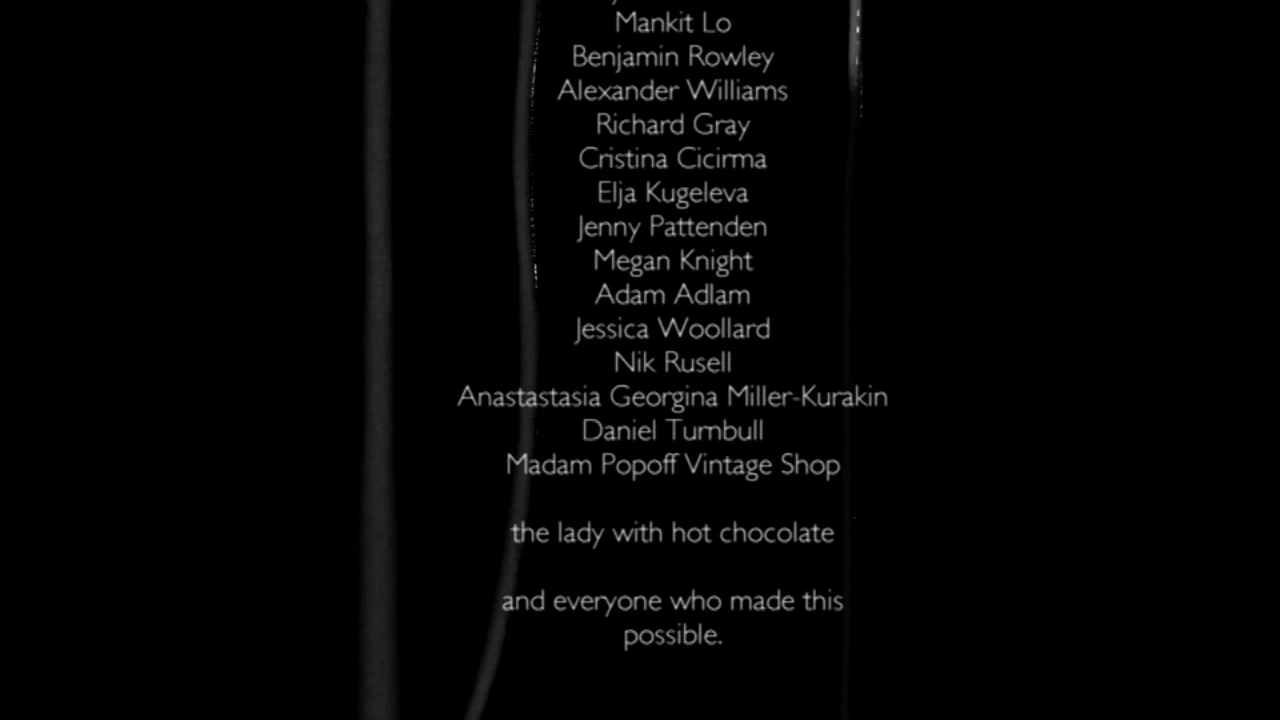 Mankit Lo
Benjamin Rowley
Alexander Williams
Richard Gray
Cristina Cicirma
Elja Kugeleva
Jenny Pattenden
Megan Knight
Adam Adlam
Jessica Woollard
Nik Rusell
Anastastasia Georgina Miller-Kurakin
Daniel Turnbull
Madam Popoff Vintage Shop
the lady with hot chocolate
and everyone who made this
possible.